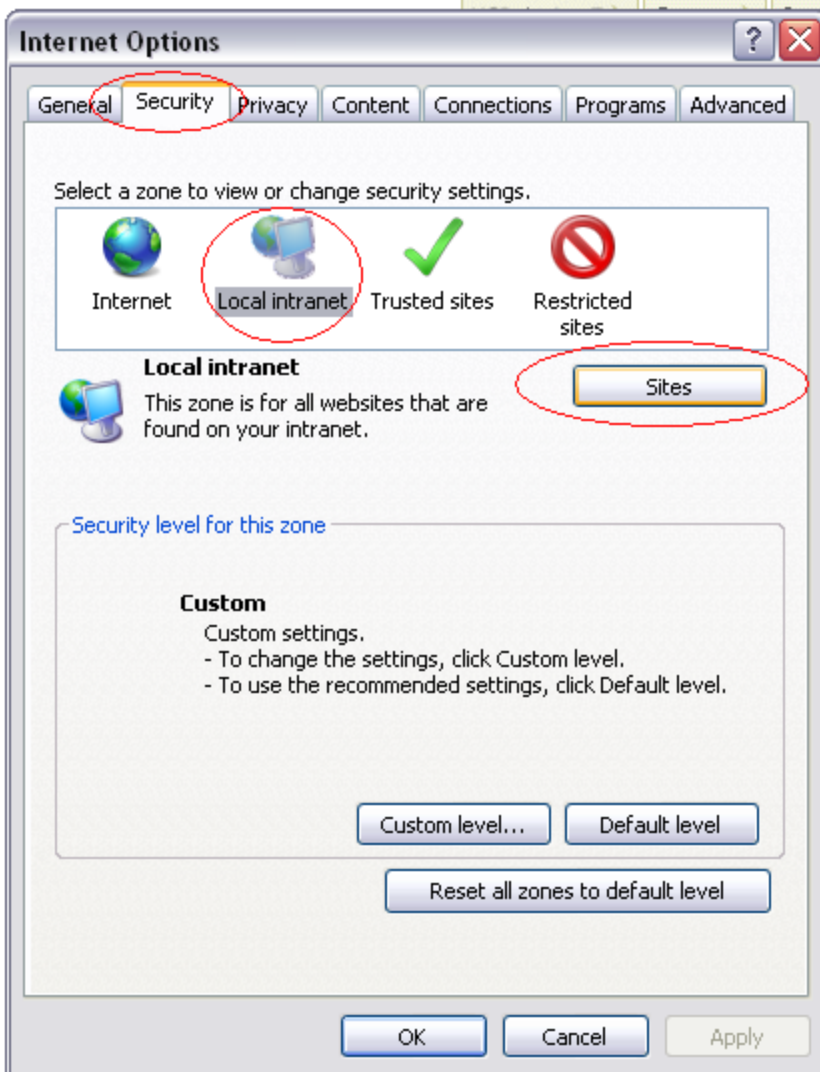 Internet Options
General Security Privacy Content Connections Programs Advanced
Select a zone to view or change security settings.
Internet Local intranet Trusted sites Restricted
sites
Local intranet
Sites
This zone is for all websites that are
found on your intranet.
Security level for this zone
Custom
Custom settings.
- To change the settings, click Custom level.
- To use the recommended settings, click Default level.
Custom level... Default level
Reset all zones to default level
OK Cancel Apply